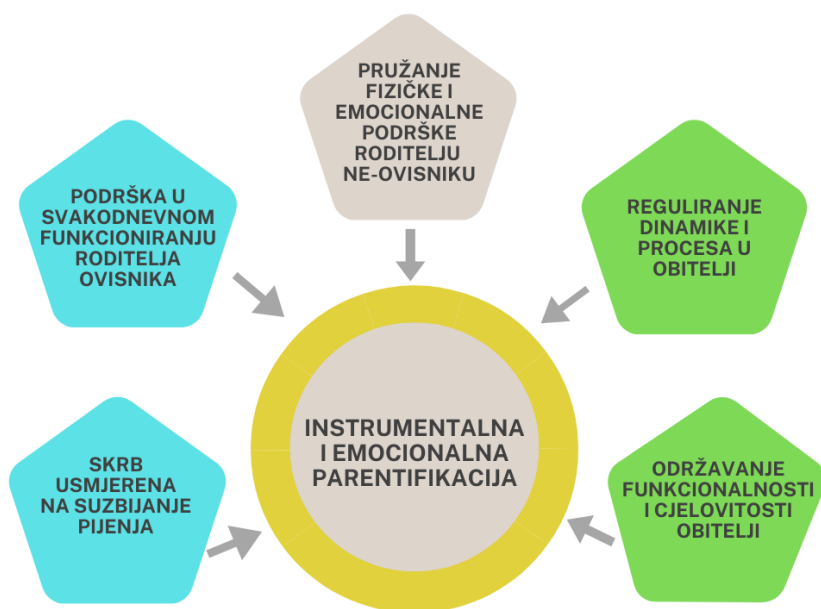 PRUŽANJE
FIZIČKE I
EMOCIONALNE
PODRŠKE
RODITELJU
NE-OVISNIKU
PODRŠKA U
SVAKODNEVNOM
FUNKCIONIRANJU
RODITELJA
OVISNIKA
REGULIRANJE
DINAMIKE I
PROCESA U
OBITELJI
INSTRUMENTALNA
I EMOCIONALNA
PARENTIFIKACIJA
SKRB
USMJERENA
NA SUZBIJANJE
PIJENJA
ODRŽAVANJE
FUNKCIONALNOSTI
I CJELOVITOSTI
OBITELJI